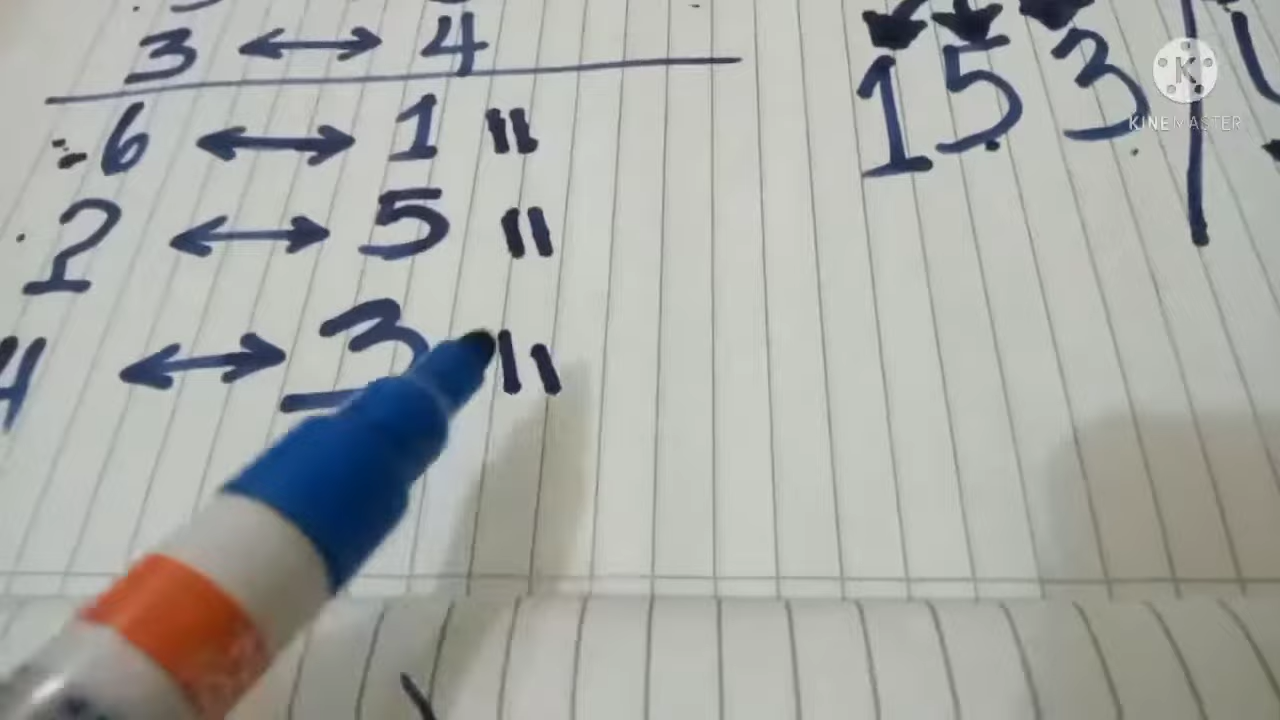 3 ↔ 4
6 ↔ 1 "
2 ↔ 5 "
4 ↔ 3 "
153
KINEMASTER